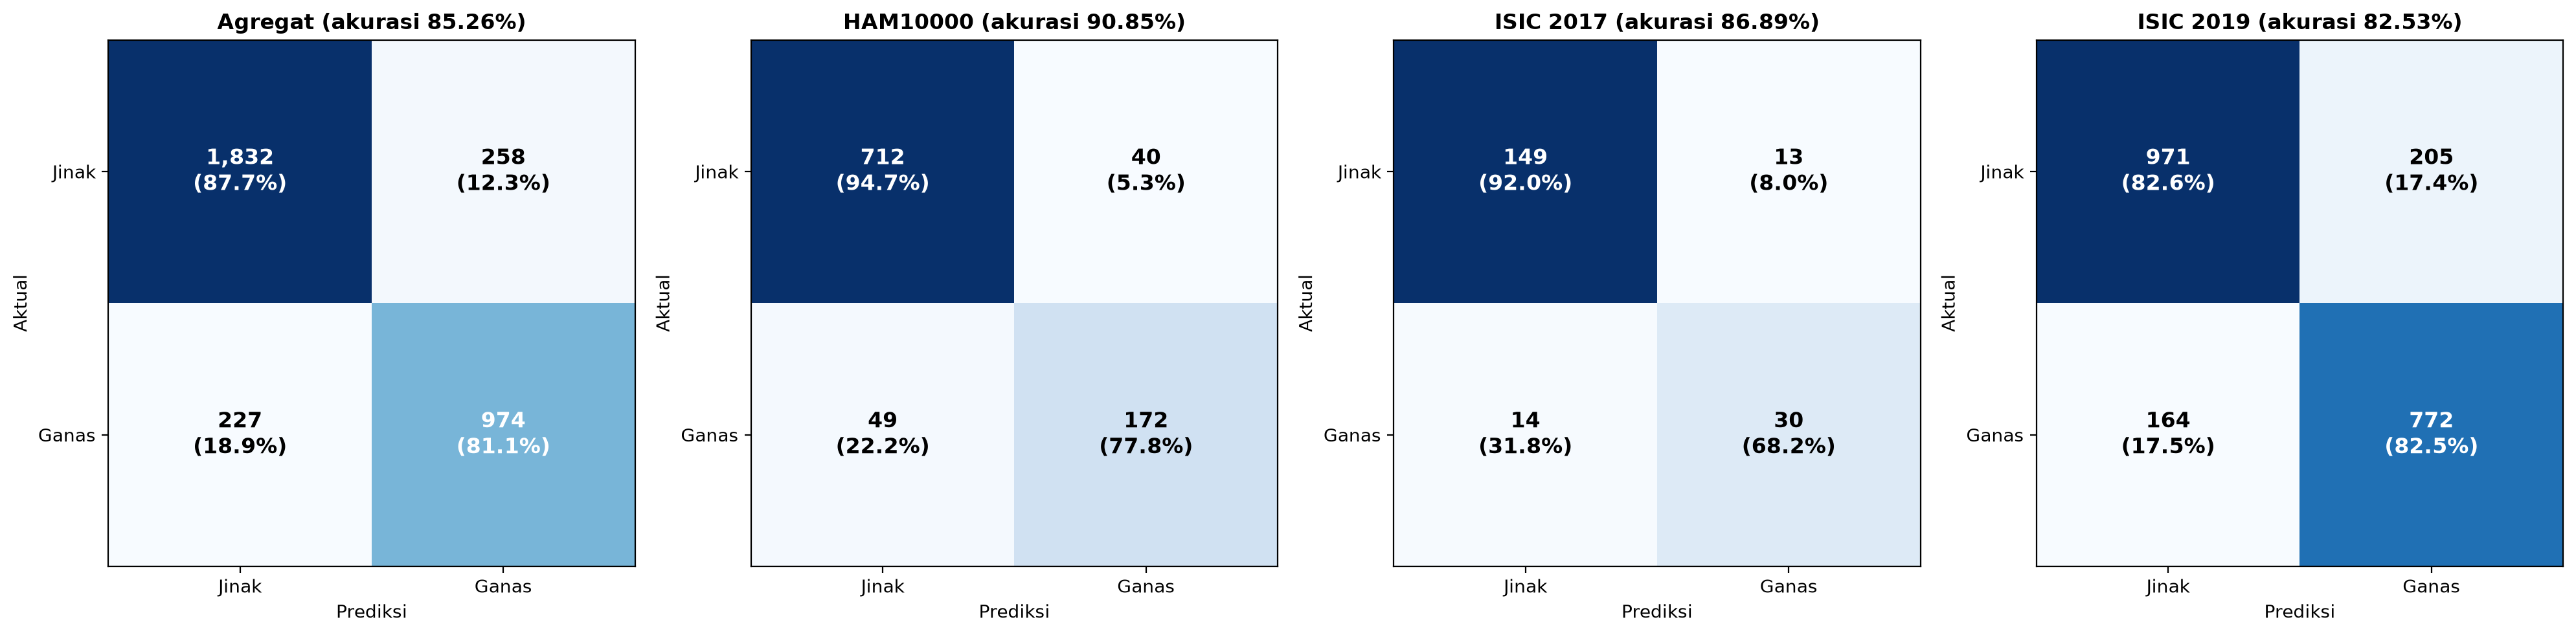 Agregat (akurasi 85.26%)
Aktual
Jinak
1,832
(87.7%)
258
(12.3%)
Ganas
227
(18.9%)
974
(81.1%)
Jinak
Ganas
Prediksi
HAM10000 (akurasi 90.85%)
Aktual
Jinak
712
(94.7%)
40
(5.3%)
Ganas
49
(22.2%)
172
(77.8%)
Jinak
Ganas
Prediksi
ISIC 2017 (akurasi 86.89%)
Aktual
Jinak
149
(92.0%)
13
(8.0%)
Ganas
14
(31.8%)
30
(68.2%)
Jinak
Ganas
Prediksi
ISIC 2019 (akurasi 82.53%)
Aktual
Jinak
971
(82.6%)
205
(17.4%)
Ganas
164
(17.5%)
772
(82.5%)
Jinak
Ganas
Prediksi